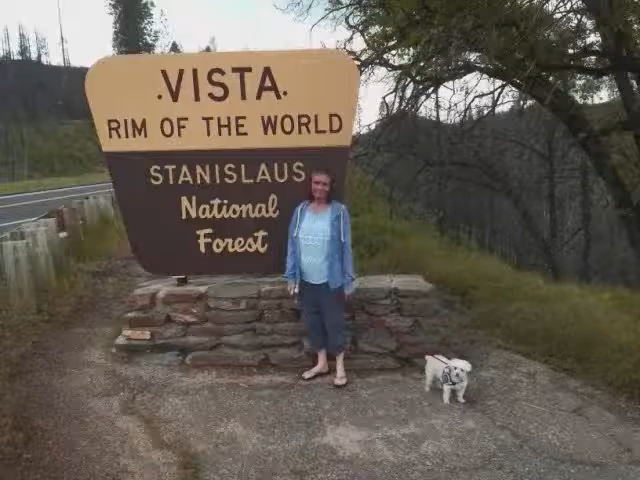 ·VISTA·
RIM OF THE WORLD
STANISLAUS
National
Forest